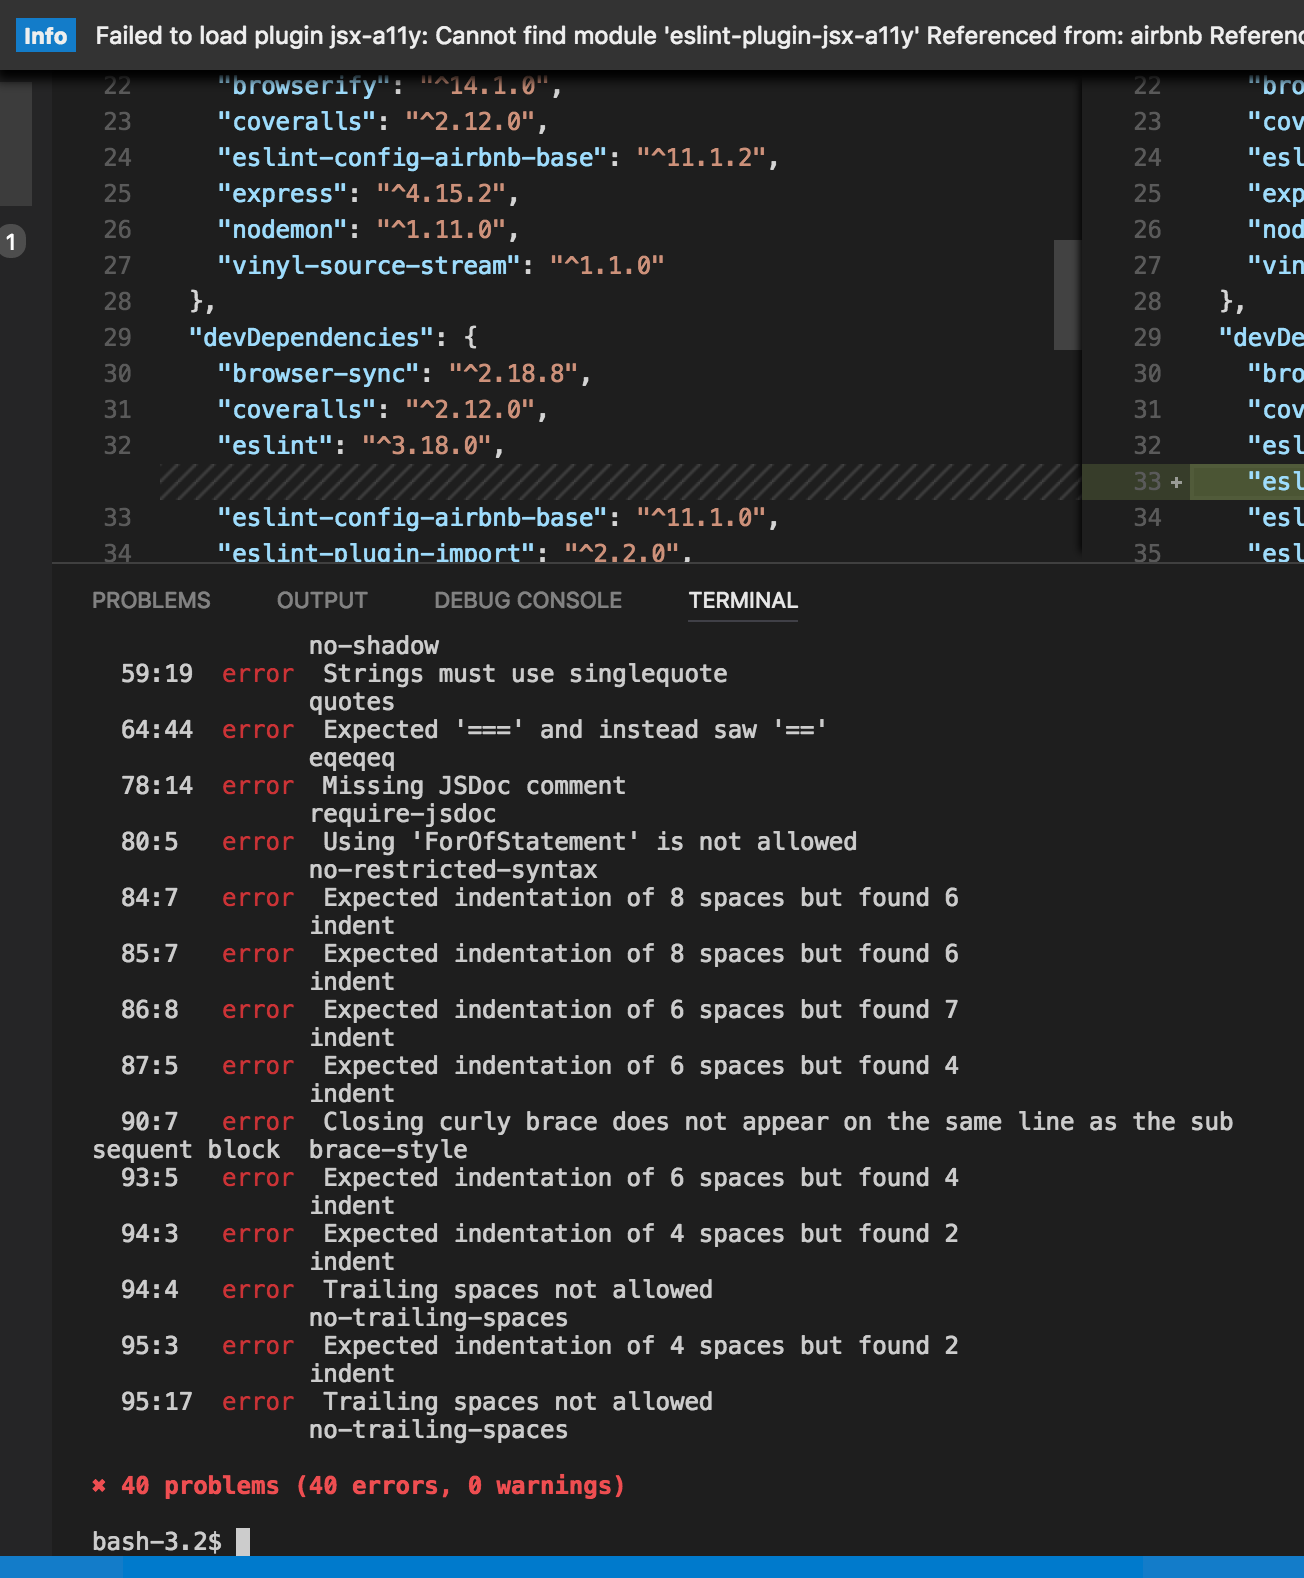 Info Failed to load plugin jsx-a11y: Cannot find module 'eslint-plugin-jsx-a11y' Referenced from: airbnb
22 "browserify": "^14.1.0",
23 "coveralls": "^2.12.0",
24 "eslint-config-airbnb-base": "^11.1.2",
25 "express": "^4.15.2",
26 "nodemon": "^1.11.0",
27 "vinyl-source-stream": "^1.1.0"
28 },
29 "devDependencies": {
30 "browser-sync": "^2.18.8",
31 "coveralls": "^2.12.0",
32 "eslint": "^3.18.0",
33 "eslint-config-airbnb-base": "^11.1.0",
34 "eslint-plugin-import": "^2.2.0",
22 "bro
23 "cov
24 "esl
25 "exp
26 "nod
27 "vin
28 },
29 "devDe
30 "bro
31 "cov
32 "esl
33 + "esl
34 "esl
35 "esl
1
PROBLEMS OUTPUT DEBUG CONSOLE TERMINAL
no-shadow
59:19 error Strings must use singlequote
quotes
64:44 error Expected '===' and instead saw '=='
eqeqeq
78:14 error Missing JSDoc comment
require-jsdoc
80:5 error Using 'ForOfStatement' is not allowed
no-restricted-syntax
84:7 error Expected indentation of 8 spaces but found 6
indent
85:7 error Expected indentation of 8 spaces but found 6
indent
86:8 error Expected indentation of 6 spaces but found 7
indent
87:5 error Expected indentation of 6 spaces but found 4
indent
90:7 error Closing curly brace does not appear on the same line as the sub
sequent block brace-style
93:5 error Expected indentation of 6 spaces but found 4
indent
94:3 error Expected indentation of 4 spaces but found 2
indent
94:4 error Trailing spaces not allowed
no-trailing-spaces
95:3 error Expected indentation of 4 spaces but found 2
indent
95:17 error Trailing spaces not allowed
no-trailing-spaces
✖ 40 problems (40 errors, 0 warnings)
bash-3.2$